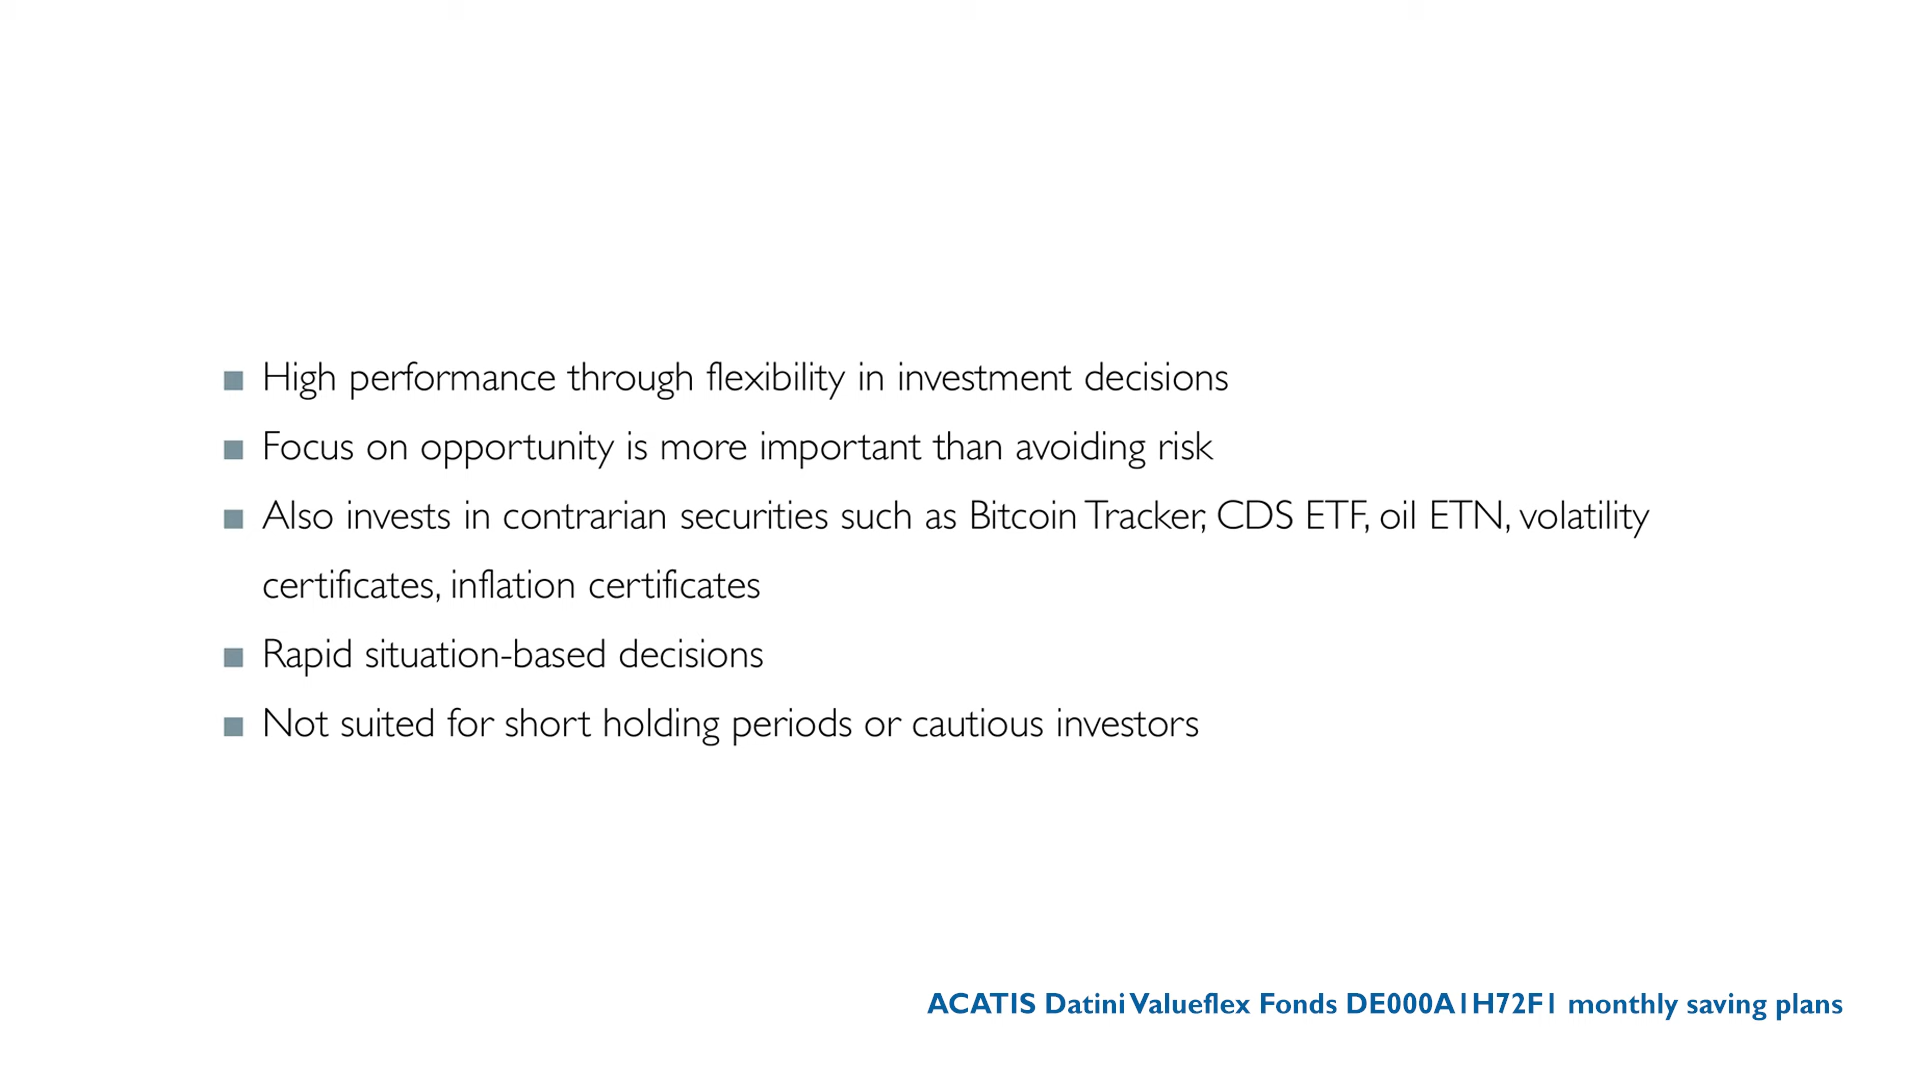 ■ High performance through flexibility in investment decisions
■ Focus on opportunity is more important than avoiding risk
■ Also invests in contrarian securities such as Bitcoin Tracker, CDS ETF, oil ETN, volatility
certificates, inflation certificates
■ Rapid situation-based decisions
■ Not suited for short holding periods or cautious investors
ACATIS Datini Valueflex Fonds DE000A1H72F1 monthly saving plans